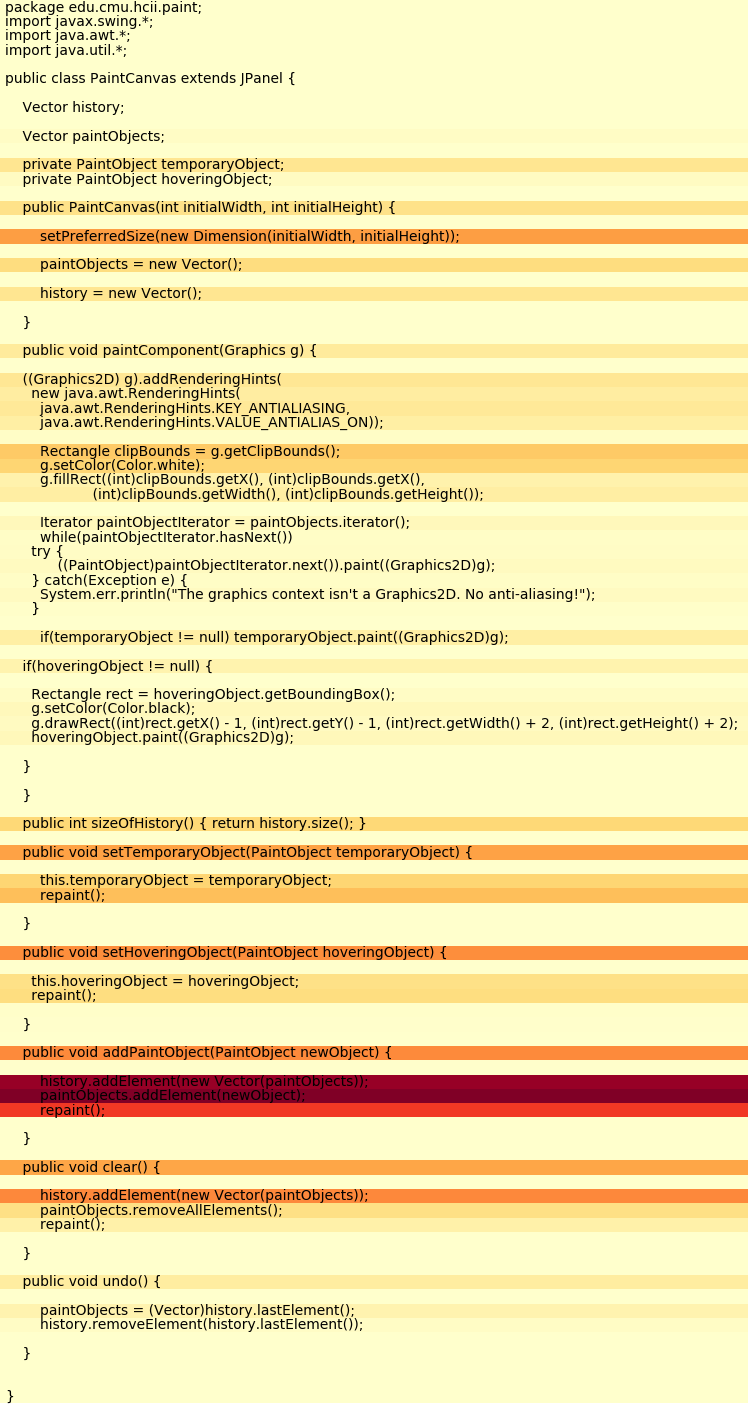 package edu.cmu.hcii.paint;
import javax.swing.*;
import java.awt.*;
import java.util.*;
public class PaintCanvas extends JPanel {
Vector history;
Vector paintObjects;
private PaintObject temporaryObject;
private PaintObject hoveringObject;
public PaintCanvas(int initialWidth, int initialHeight) {
setPreferredSize(new Dimension(initialWidth, initialHeight));
paintObjects = new Vector();
history = new Vector();
}
public void paintComponent(Graphics g) {
((Graphics2D) g).addRenderingHints(
new java.awt.RenderingHints(
java.awt.RenderingHints.KEY_ANTIALIASING,
java.awt.RenderingHints.VALUE_ANTIALIAS_ON));
Rectangle clipBounds = g.getClipBounds();
g.setColor(Color.white);
g.fillRect((int)clipBounds.getX(), (int)clipBounds.getX(),
(int)clipBounds.getWidth(), (int)clipBounds.getHeight());
Iterator paintObjectIterator = paintObjects.iterator();
while(paintObjectIterator.hasNext())
try {
((PaintObject)paintObjectIterator.next()).paint((Graphics2D)g);
} catch(Exception e) {
System.err.println("The graphics context isn't a Graphics2D. No anti-aliasing!");
}
if(temporaryObject != null) temporaryObject.paint((Graphics2D)g);
if(hoveringObject != null) {
Rectangle rect = hoveringObject.getBoundingBox();
g.setColor(Color.black);
g.drawRect((int)rect.getX() - 1, (int)rect.getY() - 1, (int)rect.getWidth() + 2, (int)rect.getHeight() + 2);
hoveringObject.paint((Graphics2D)g);
}
}
public int sizeOfHistory() { return history.size(); }
public void setTemporaryObject(PaintObject temporaryObject) {
this.temporaryObject = temporaryObject;
repaint();
}
public void setHoveringObject(PaintObject hoveringObject) {
this.hoveringObject = hoveringObject;
repaint();
}
public void addPaintObject(PaintObject newObject) {
history.addElement(new Vector(paintObjects));
paintObjects.addElement(newObject);
repaint();
}
public void clear() {
history.addElement(new Vector(paintObjects));
paintObjects.removeAllElements();
repaint();
}
public void undo() {
paintObjects = (Vector)history.lastElement();
history.removeElement(history.lastElement());
}
}